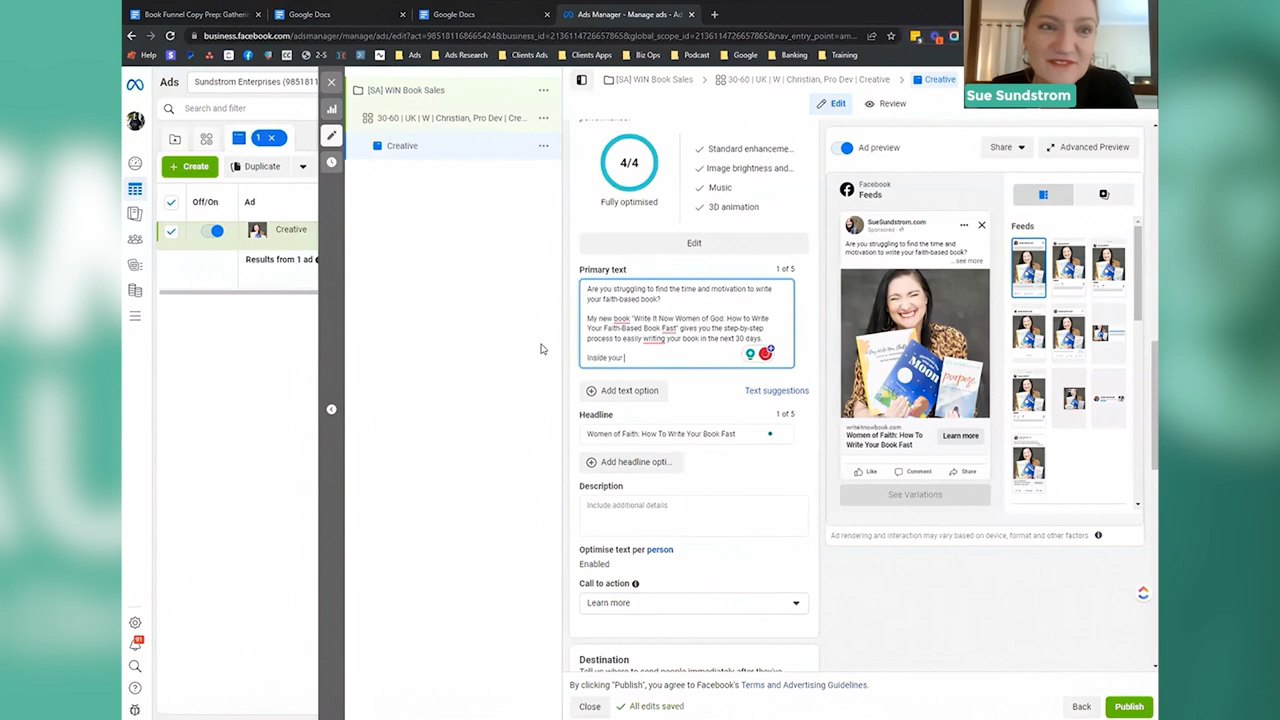 Book Funnel Copy Prep: Gatheri
Google Docs
Google Docs
Ads Manager - Manage ads - Ad
business.facebook.com/adsmanager/manage/ads/edit?act=985181168665424&business_id=2136114726657865&global_scope_id=2136114726657865&nav_entry_point=am...
Help
2-S
Ads
Ads Research
Clients Ads
Clients Apps
Biz Ops
Podcast
Google
Banking
Training
Sue Sundstrom
Ads
Sundstrom Enterprises (9851811
Search and filter
1
Create
Duplicate
Off/On
Ad
Creative
Results from 1 ad
91
[SA] WIN Book Sales
30-60 | UK | W | Christian, Pro Dev | Cre...
Creative
[SA] WIN Book Sales
30-60 | UK | W | Christian, Pro Dev | Creative
Creative
Edit
Review
4/4
Fully optimised
Standard enhanceme...
Image brightness and...
Music
3D animation
Edit
Primary text
1 of 5
Are you struggling to find the time and motivation to write
your faith-based book?
My new book "Write It Now Women of God: How to Write
Your Faith-Based Book Fast" gives you the step-by-step
process to easily writing your book in the next 30 days.
Inside your
Add text option
Text suggestions
Headline
1 of 5
Women of Faith: How To Write Your Book Fast
Add headline opti...
Description
Include additional details
Optimise text per person
Enabled
Call to action
Learn more
Destination
By clicking "Publish", you agree to Facebook's Terms and Advertising Guidelines.
Close
All edits saved
Back
Publish
Ad preview
Share
Advanced Preview
Facebook
Feeds
SueSundstrom.com
Sponsored
Are you struggling to find the time and
motivation to write your faith-based book?
...see more
Moon
purpose
writeitnowbook.com
Women of Faith: How To
Write Your Book Fast
Learn more
Like
Comment
Share
See Variations
Feeds
Ad rendering and interaction may vary based on device, format and other factors.